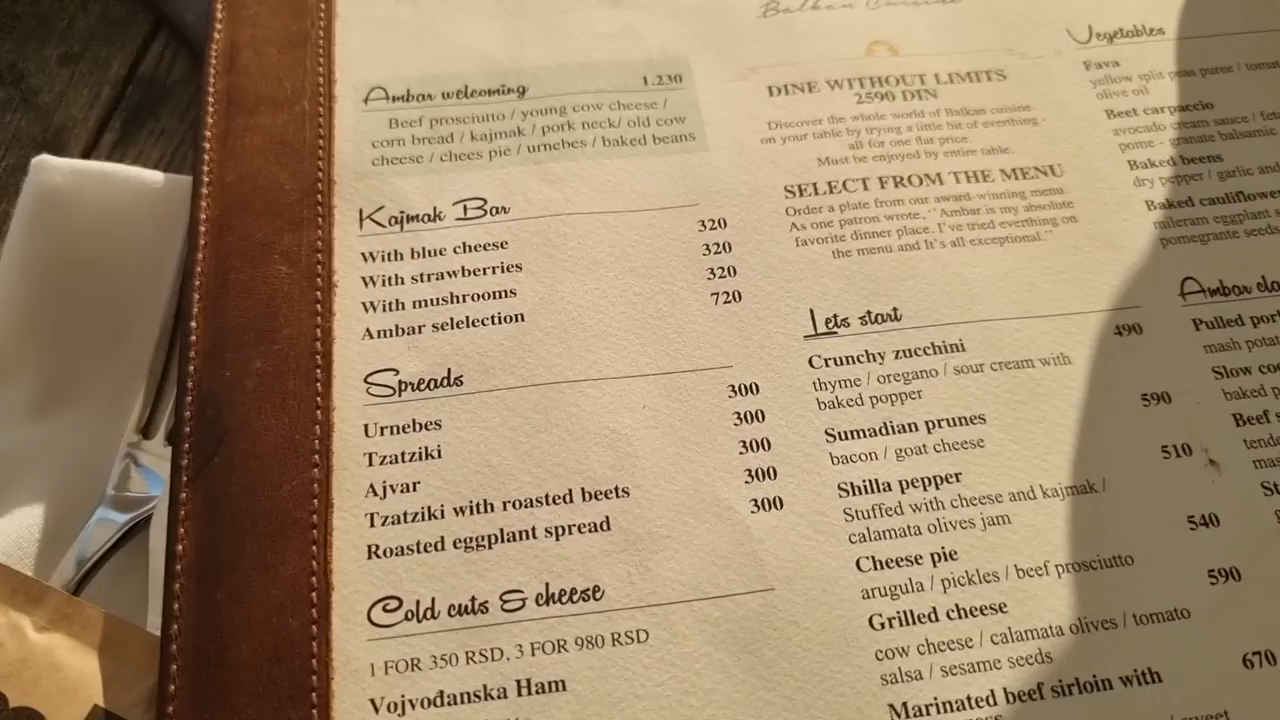 Balkan Cuisine
Ambar welcoming 1.230
Beef prosciutto / young cow cheese /
corn bread / kajmak / pork neck/ old cow
cheese / chees pie / urnebes / baked beans
Kajmak Bar
With blue cheese 320
With strawberries 320
With mushrooms 320
Ambar selelection 720
Spreads
Urnebes 300
Tzatziki 300
Ajvar 300
Tzatziki with roasted beets 300
Roasted eggplant spread 300
Cold cuts & cheese
1 FOR 350 RSD, 3 FOR 980 RSD
Vojvođanska Ham
DINE WITHOUT LIMITS
2590 DIN
Discover the whole world of Balkan cuisine
on your table by trying a little bit of everthing -
all for one flat price.
Must be enjoyed by entire table.
SELECT FROM THE MENU
Order a plate from our award-winning menu.
As one patron wrote, "Ambar is my absolute
favorite dinner place. I've tried everthing on
the menu and It's all exceptional."
Lets start
Crunchy zucchini 490
thyme / oregano / sour cream with
baked popper
Sumadian prunes 590
bacon / goat cheese
Shilla pepper 510
Stuffed with cheese and kajmak /
calamata olives jam
Cheese pie 540
arugula / pickles / beef prosciutto
Grilled cheese 590
cow cheese / calamata olives / tomato
salsa / sesame seeds
Marinated beef sirloin with 670
Vegetables
Fava
yellow split peas puree /
olive oil
Beet carpaccio
avocado cream sauce /
pome - granate balsamic
Baked beens
dry pepper / garlic and
Baked cauliflower
mileram eggplant
pomegrante seeds
Ambar
Pulled
mash
Slow
baked
Beef